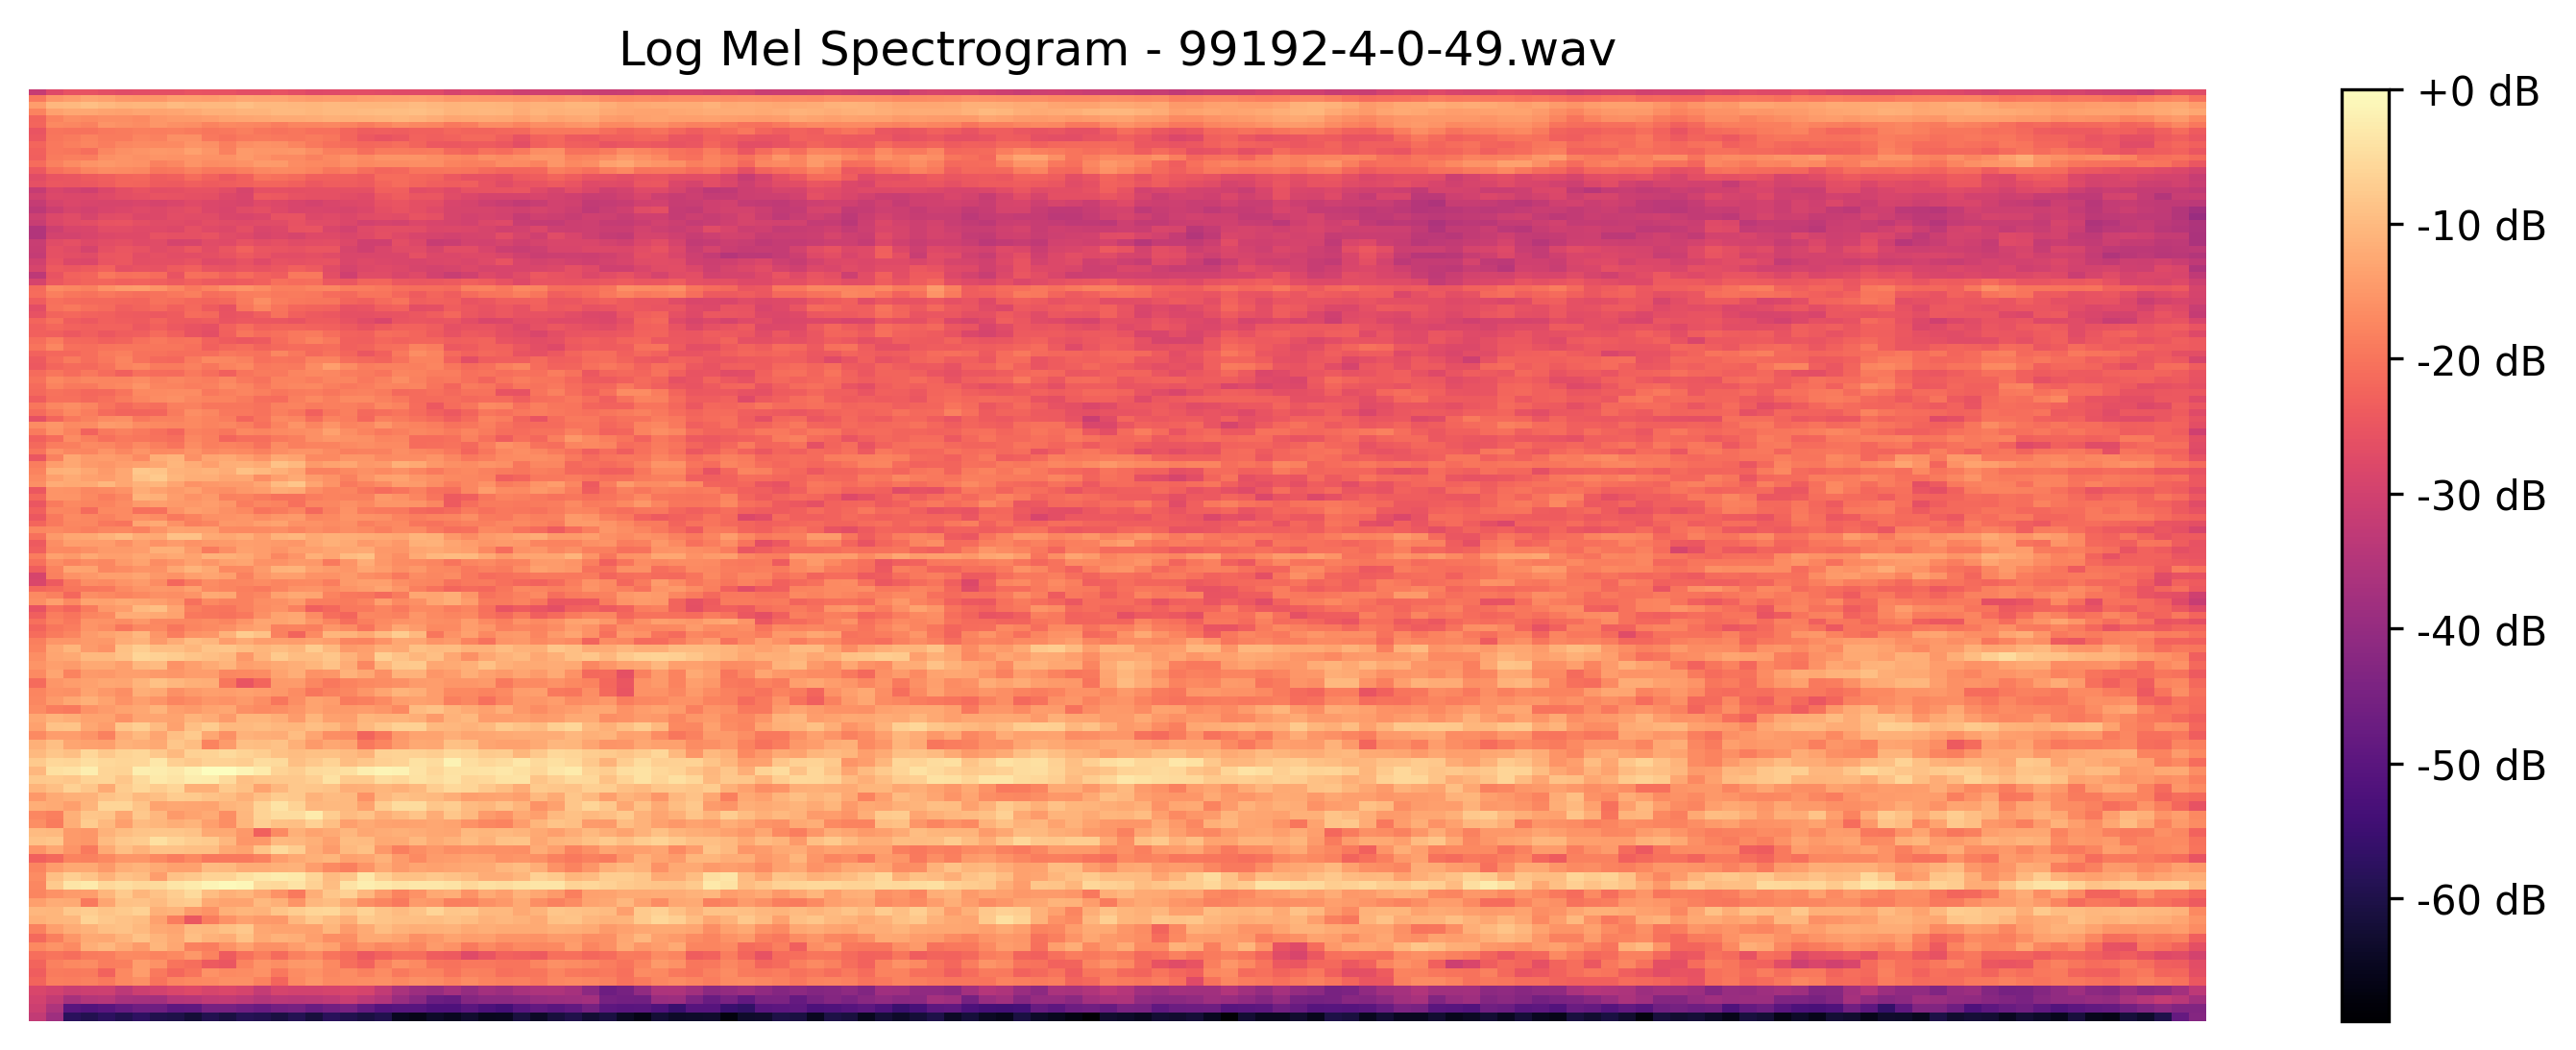 Log Mel Spectrogram - 99192-4-0-49.wav
+0 dB
-10 dB
-20 dB
-30 dB
-40 dB
-50 dB
-60 dB